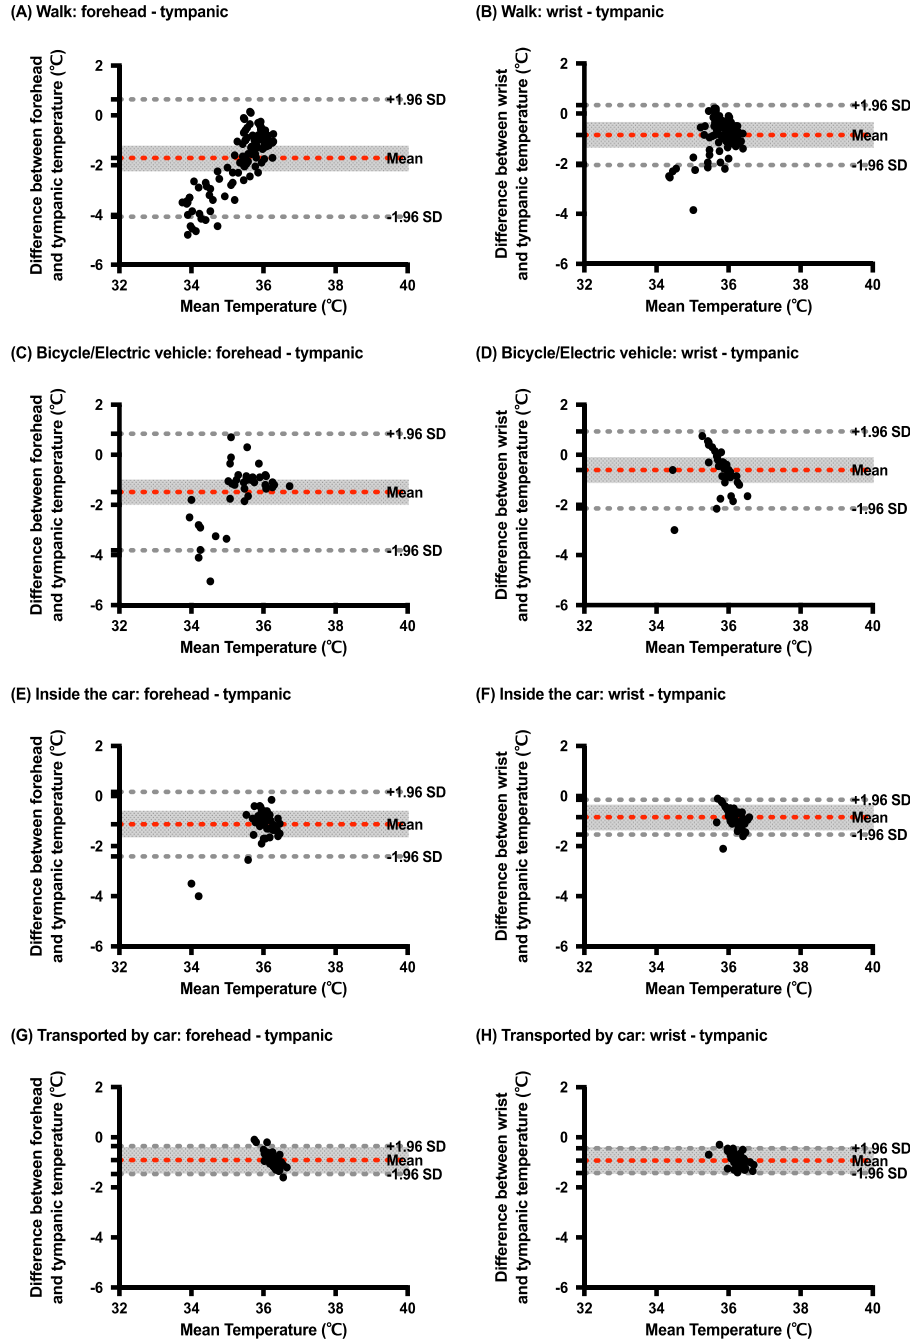 (A) Walk: forehead - tympanic
Difference between forehead
and tympanic temperature (℃)
2
0
-2
-4
-6
+1.96 SD
Mean
-1.96 SD
32
34
36
38
40
Mean Temperature (℃)
(B) Walk: wrist - tympanic
Difference between wrist
and tympanic temperature (℃)
2
0
-2
-4
-6
+1.96 SD
Mean
-1.96 SD
32
34
36
38
40
Mean Temperature (℃)
(C) Bicycle/Electric vehicle: forehead - tympanic
Difference between forehead
and tympanic temperature (℃)
2
0
-2
-4
-6
+1.96 SD
Mean
-1.96 SD
32
34
36
38
40
Mean Temperature (℃)
(D) Bicycle/Electric vehicle: wrist - tympanic
Difference between wrist
and tympanic temperature (℃)
2
0
-2
-4
-6
+1.96 SD
Mean
-1.96 SD
32
34
36
38
40
Mean Temperature (℃)
(E) Inside the car: forehead - tympanic
Difference between forehead
and tympanic temperature (℃)
2
0
-2
-4
-6
+1.96 SD
Mean
-1.96 SD
32
34
36
38
40
Mean Temperature (℃)
(F) Inside the car: wrist - tympanic
Difference between wrist
and tympanic temperature (℃)
2
0
-2
-4
-6
+1.96 SD
Mean
-1.96 SD
32
34
36
38
40
Mean Temperature (℃)
(G) Transported by car: forehead - tympanic
Difference between forehead
and tympanic temperature (℃)
2
0
-2
-4
-6
+1.96 SD
Mean
-1.96 SD
32
34
36
38
40
Mean Temperature (℃)
(H) Transported by car: wrist - tympanic
Difference between wrist
and tympanic temperature (℃)
2
0
-2
-4
-6
+1.96 SD
Mean
-1.96 SD
32
34
36
38
40
Mean Temperature (℃)